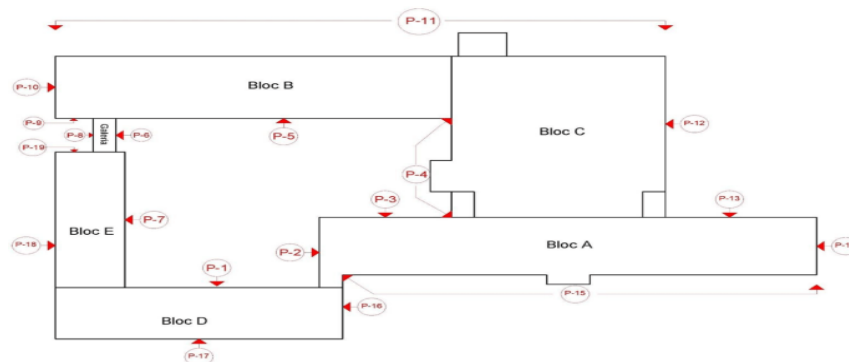 P-11
Bloc B
P-10
P-9
Galeria
P-8
P-6
P-5
Bloc C
P-12
P-19
P-4
P-3
P-13
P-7
Bloc E
P-18
P-2
Bloc A
P-1
P-15
P-16
Bloc D
P-17